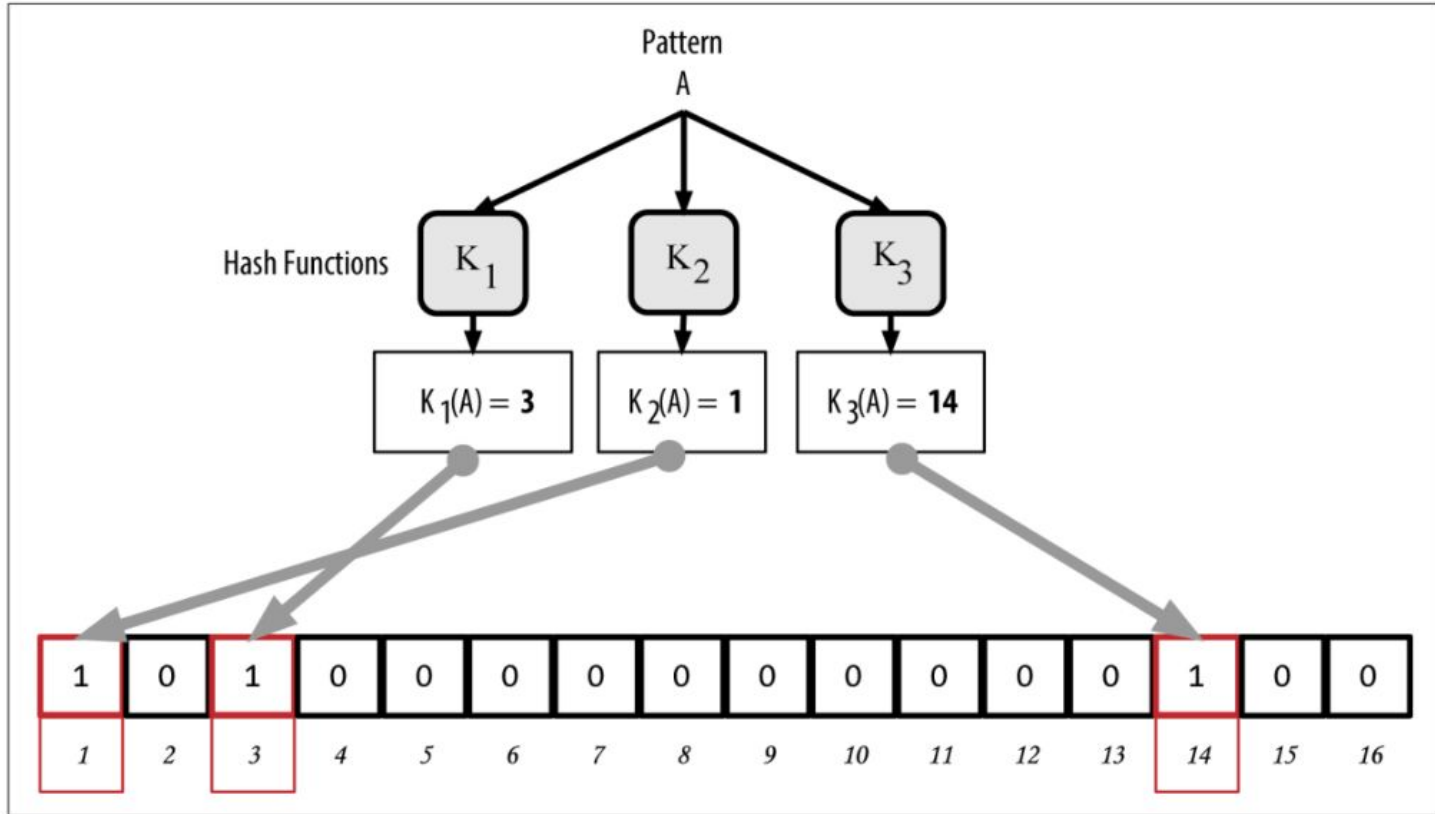 Pattern
A
Hash Functions
K1 K2 K3
K1(A) = 3 K2(A) = 1 K3(A) = 14
1 0 1 0 0 0 0 0 0 0 0 0 0 1 0 0
1 2 3 4 5 6 7 8 9 10 11 12 13 14 15 16